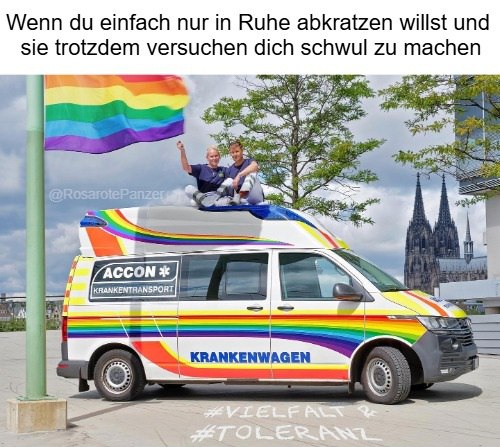 Wenn du einfach nur in Ruhe abkratzen willst und
sie trotzdem versuchen dich schwul zu machen
@RosarotePanzer
ACCON
KRANKENTRANSPORT
KRANKENWAGEN
#VIELFALT &
#TOLERANZ